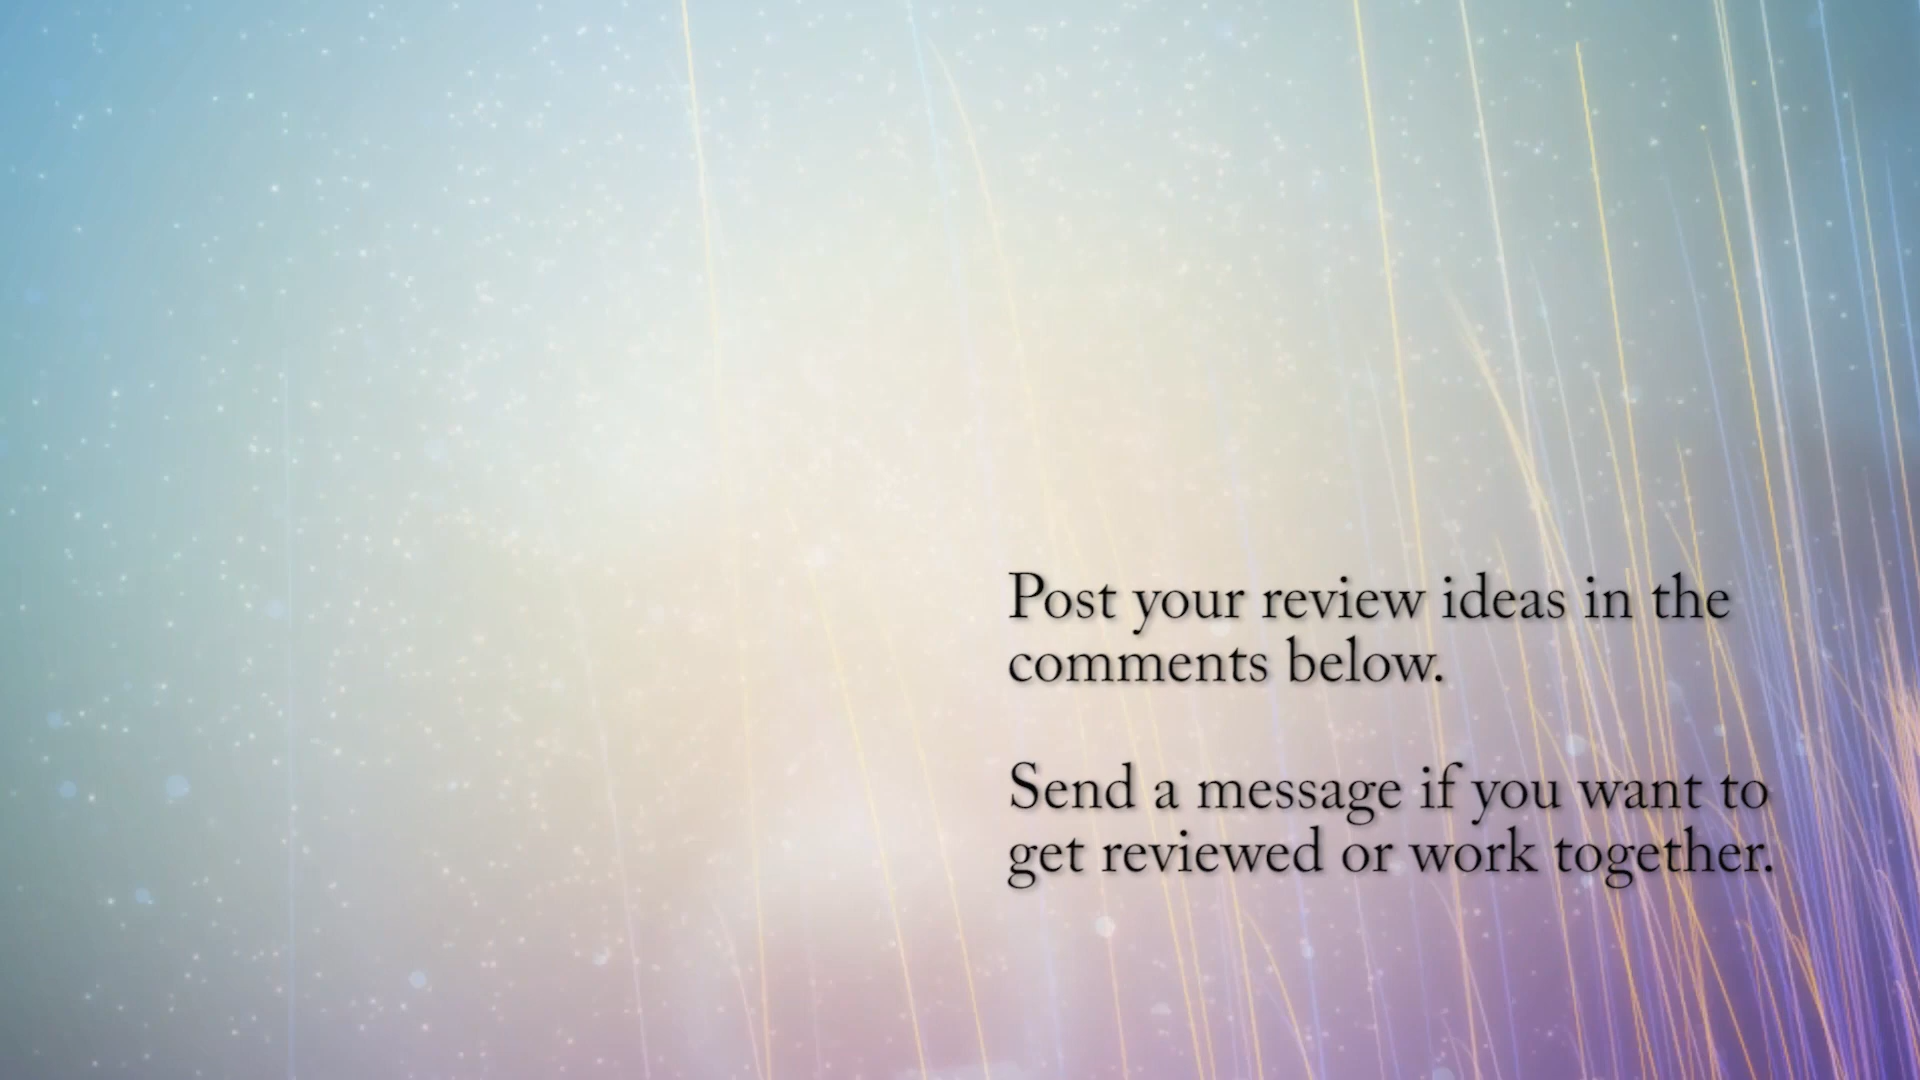 Post your review ideas in the
comments below.
Send a message if you want to
get reviewed or work together.